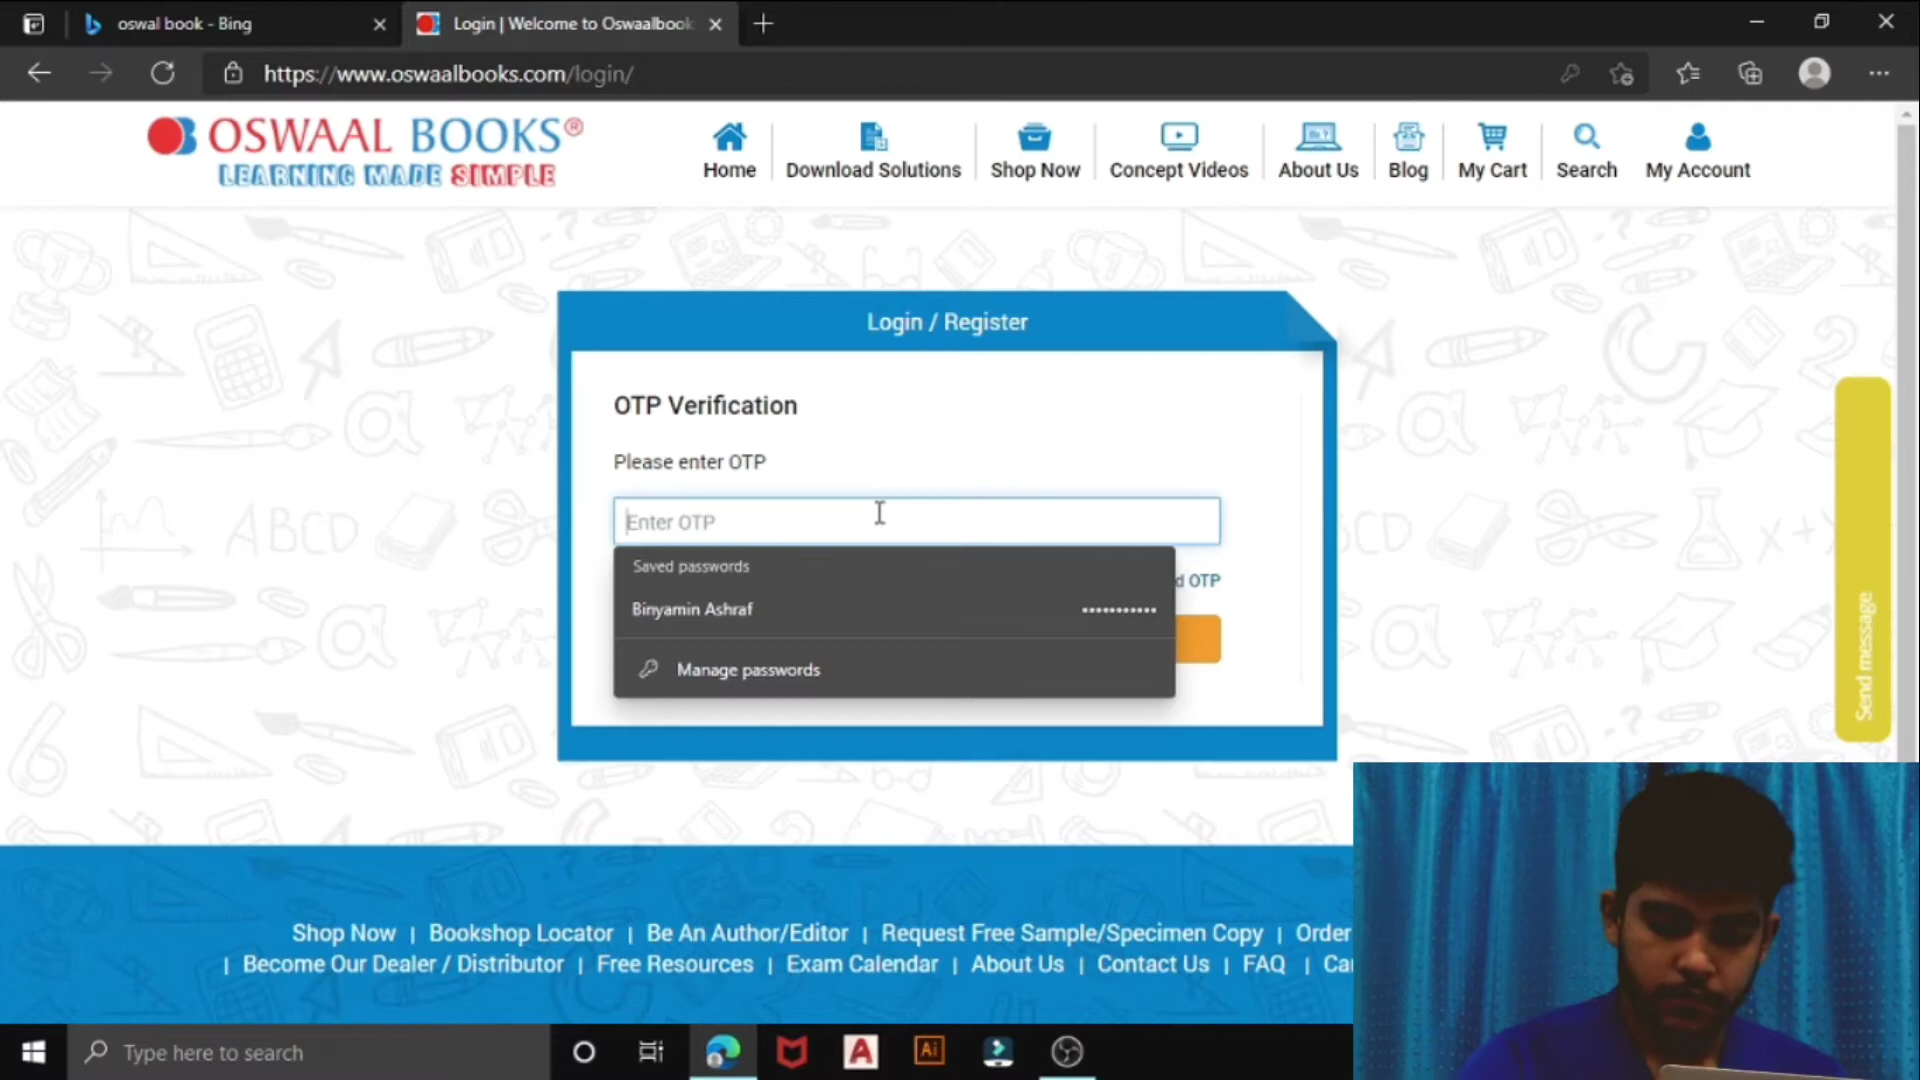 oswal book - Bing
Login | Welcome to Oswaalbook
https://www.oswaalbooks.com/login/
OSWAAL BOOKS®
LEARNING MADE SIMPLE
Home
Download Solutions
Shop Now
Concept Videos
About Us
Blog
My Cart
Search
My Account
Login / Register
OTP Verification
Please enter OTP
Enter OTP
Saved passwords
Binyamin Ashraf
Manage passwords
d OTP
Send message
ABCD
Shop Now | Bookshop Locator | Be An Author/Editor | Request Free Sample/Specimen Copy | Order
| Become Our Dealer / Distributor | Free Resources | Exam Calendar | About Us | Contact Us | FAQ | Ca
Type here to search
Ai